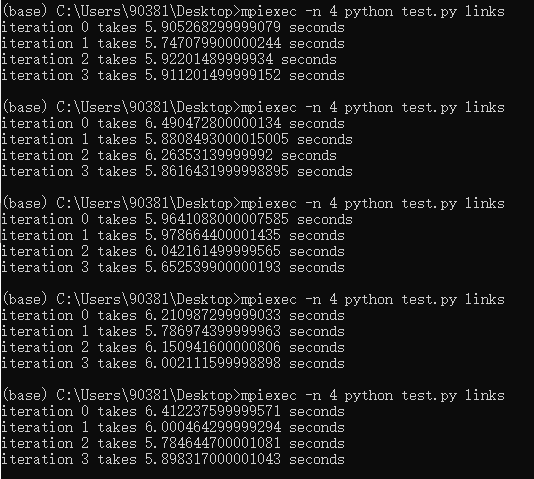 (base) C:\Users\90381\Desktop>mpiexec -n 4 python test.py links
iteration 0 takes 5.905268299999079 seconds
iteration 1 takes 5.747079900000244 seconds
iteration 2 takes 5.92201489999934 seconds
iteration 3 takes 5.911201499999152 seconds
(base) C:\Users\90381\Desktop>mpiexec -n 4 python test.py links
iteration 0 takes 6.490472800000134 seconds
iteration 1 takes 5.8808493000015005 seconds
iteration 2 takes 6.26353139999992 seconds
iteration 3 takes 5.8616431999998895 seconds
(base) C:\Users\90381\Desktop>mpiexec -n 4 python test.py links
iteration 0 takes 5.9641088000007585 seconds
iteration 1 takes 5.978664400001435 seconds
iteration 2 takes 6.042161499999565 seconds
iteration 3 takes 5.652539900000193 seconds
(base) C:\Users\90381\Desktop>mpiexec -n 4 python test.py links
iteration 0 takes 6.210987299999033 seconds
iteration 1 takes 5.786974399999963 seconds
iteration 2 takes 6.150941600000806 seconds
iteration 3 takes 6.002111599998898 seconds
(base) C:\Users\90381\Desktop>mpiexec -n 4 python test.py links
iteration 0 takes 6.412237599999571 seconds
iteration 1 takes 6.000464299999294 seconds
iteration 2 takes 5.784644700001081 seconds
iteration 3 takes 5.898317000001043 seconds